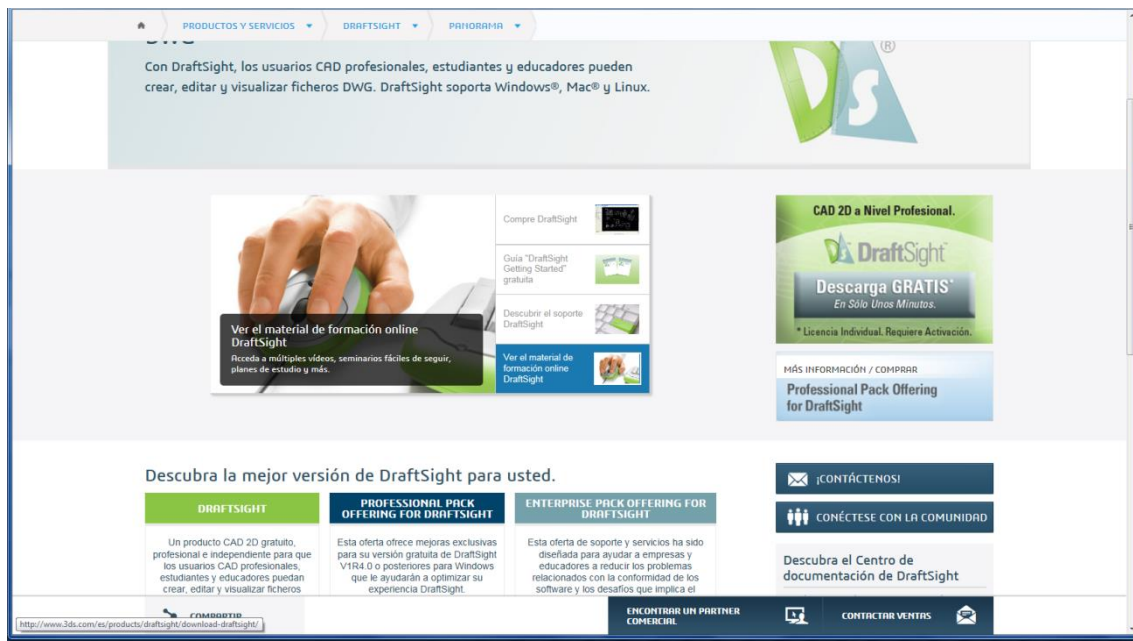 PRODUCTOS Y SERVICIOS
DRAFTSIGHT
PANORAMA
DWG
Con DraftSight, los usuarios CAD profesionales, estudiantes y educadores pueden
crear, editar y visualizar ficheros DWG. DraftSight soporta Windows®, Mac® y Linux.
DS
®
Compre DraftSight
Guía "DraftSight
Getting Started"
gratuita
Descubrir el soporte
DraftSight
Ver el material de
formación online
DraftSight
Ver el material de formación online
DraftSight
Acceda a múltiples vídeos, seminarios fáciles de seguir,
planes de estudio y más.
CAD 2D a Nivel Profesional.
DraftSight
Descarga GRATIS*
En Sólo Unos Minutos.
* Licencia Individual. Requiere Activación.
MÁS INFORMACIÓN / COMPRAR
Professional Pack Offering
for DraftSight
Descubra la mejor versión de DraftSight para usted.
DRAFTSIGHT
Un producto CAD 2D gratuito,
profesional e independiente para que
los usuarios CAD profesionales,
estudiantes y educadores puedan
crear, editar y visualizar ficheros
PROFESSIONAL PACK
OFFERING FOR DRAFTSIGHT
Esta oferta ofrece mejoras exclusivas
para su versión gratuita de DraftSight
V1R4.0 o posteriores para Windows
que le ayudarán a optimizar su
experiencia DraftSight.
ENTERPRISE PACK OFFERING FOR
DRAFTSIGHT
Esta oferta de soporte y servicios ha sido
diseñada para ayudar a empresas y
educadores a reducir los problemas
relacionados con la conformidad de los
software y los desafíos que implica el
¡CONTÁCTENOS!
CONÉCTESE CON LA COMUNIDAD
Descubra el Centro de
documentación de DraftSight
COMPARTIR
ENCONTRAR UN PARTNER
COMERCIAL
CONTACTAR VENTAS
http://www.3ds.com/es/products/draftsight/download-draftsight/